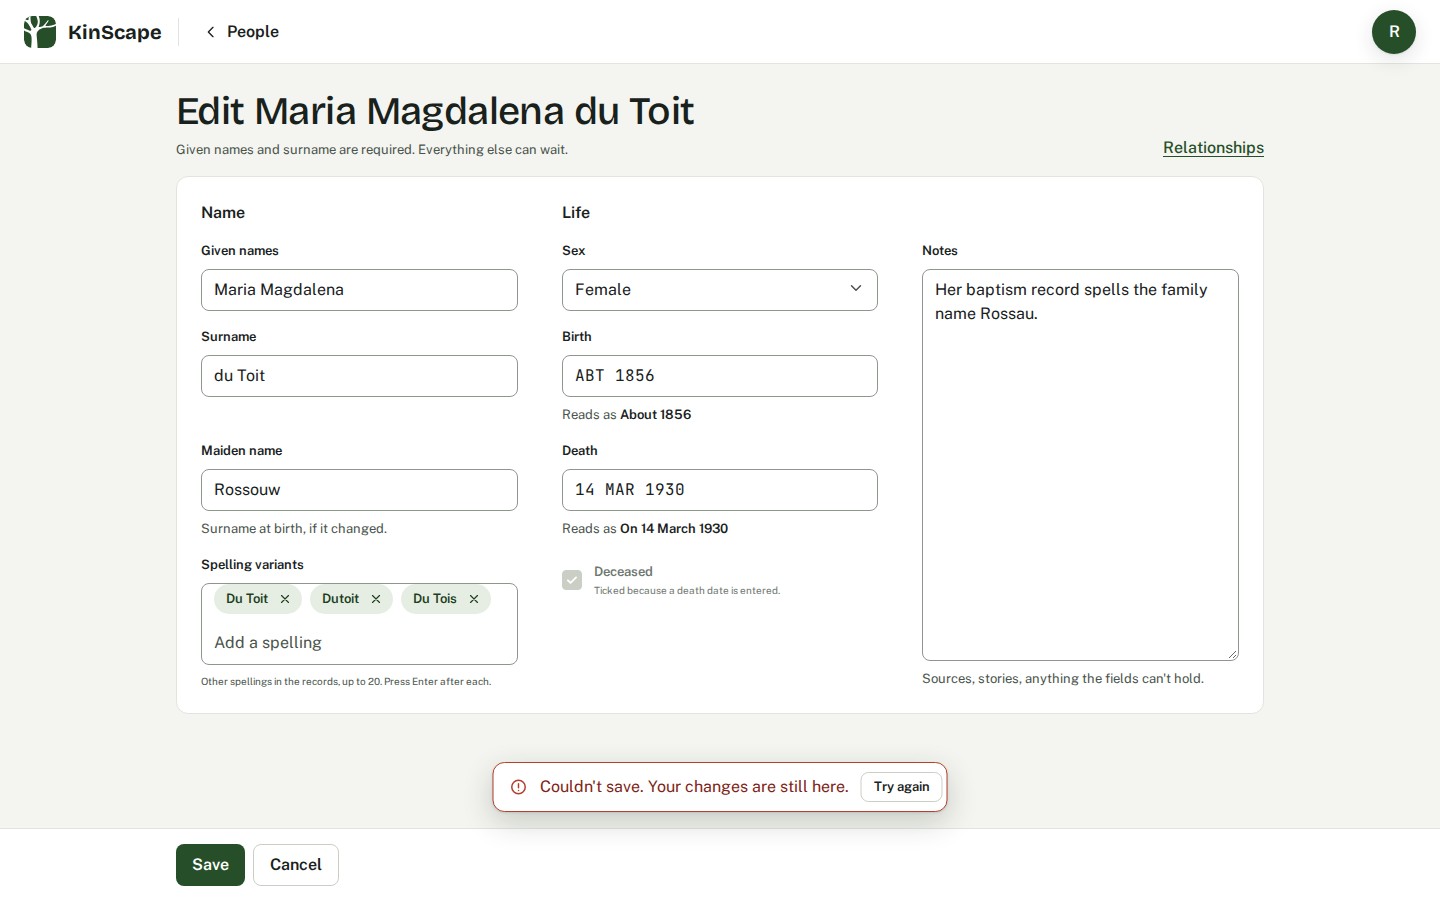 KinScape
People
R
Edit Maria Magdalena du Toit
Given names and surname are required. Everything else can wait.
Relationships
Name
Given names
Maria Magdalena
Surname
du Toit
Maiden name
Rossouw
Surname at birth, if it changed.
Spelling variants
Du Toit
Dutoit
Du Tois
Add a spelling
Other spellings in the records, up to 20. Press Enter after each.
Life
Sex
Female
Birth
ABT 1856
Reads as About 1856
Death
14 MAR 1930
Reads as On 14 March 1930
Deceased
Ticked because a death date is entered.
Notes
Her baptism record spells the family
name Rossau.
Sources, stories, anything the fields can't hold.
Couldn't save. Your changes are still here.
Try again
Save
Cancel